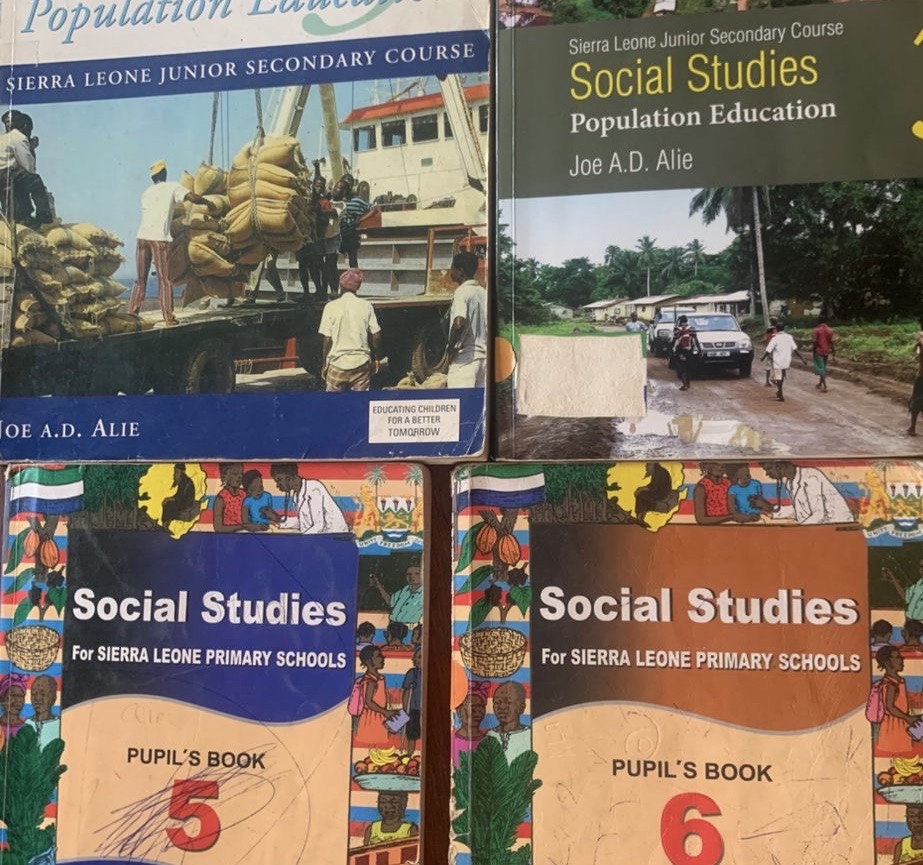 Population Education
SIERRA LEONE JUNIOR SECONDARY COURSE
EDUCATING CHILDREN
FOR A BETTER
TOMORROW
JOE A.D. ALIE
Sierra Leone Junior Secondary Course
Social Studies
Population Education
Joe A.D. Alie
Social Studies
For SIERRA LEONE PRIMARY SCHOOLS
PUPIL'S BOOK
5
Social Studies
For SIERRA LEONE PRIMARY SCHOOLS
PUPIL'S BOOK
6